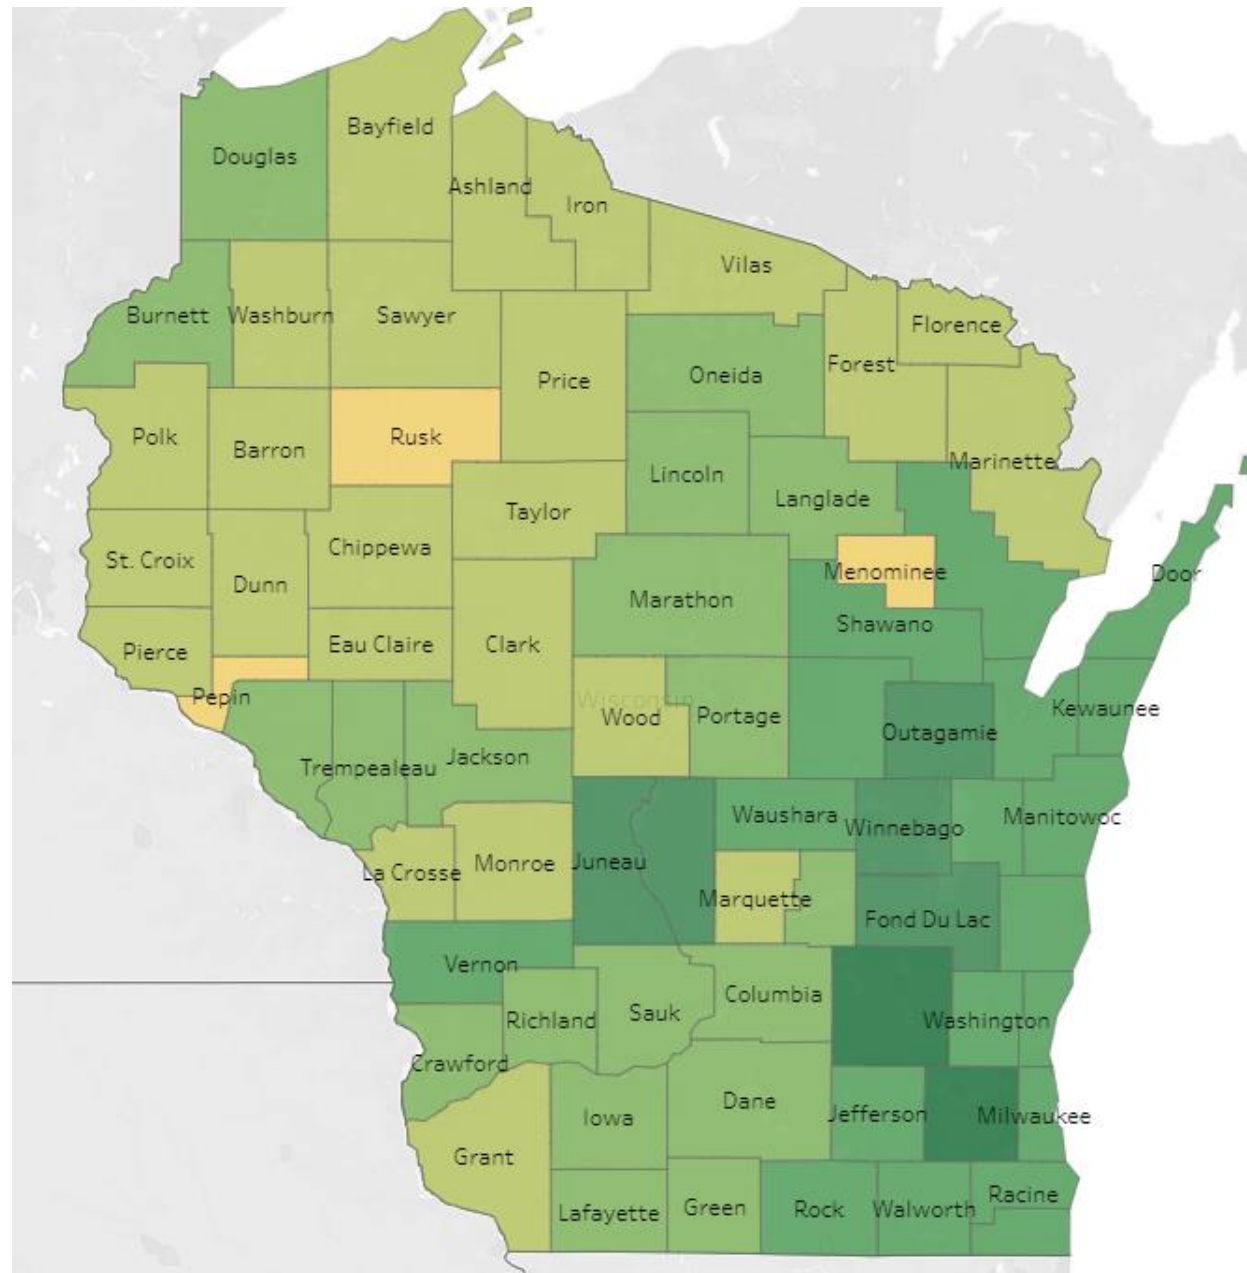 Bayfield
Douglas
Ashland
Iron
Vilas
Burnett
Washburn
Sawyer
Florence
Forest
Price
Oneida
Polk
Barron
Rusk
Marinette
Lincoln
Langlade
Taylor
Chippewa
St. Croix
Dunn
Menominee
Door
Marathon
Shawano
Eau Claire
Clark
Pierce
Pepin
Wisconsin
Wood
Portage
Kewaunee
Outagamie
Jackson
Trempealeau
Waushara
Winnebago
Manitowoc
Juneau
Monroe
La Crosse
Marquette
Fond Du Lac
Vernon
Columbia
Sauk
Richland
Washington
Crawford
Dane
Iowa
Jefferson
Milwaukee
Grant
Racine
Lafayette
Green
Rock
Walworth